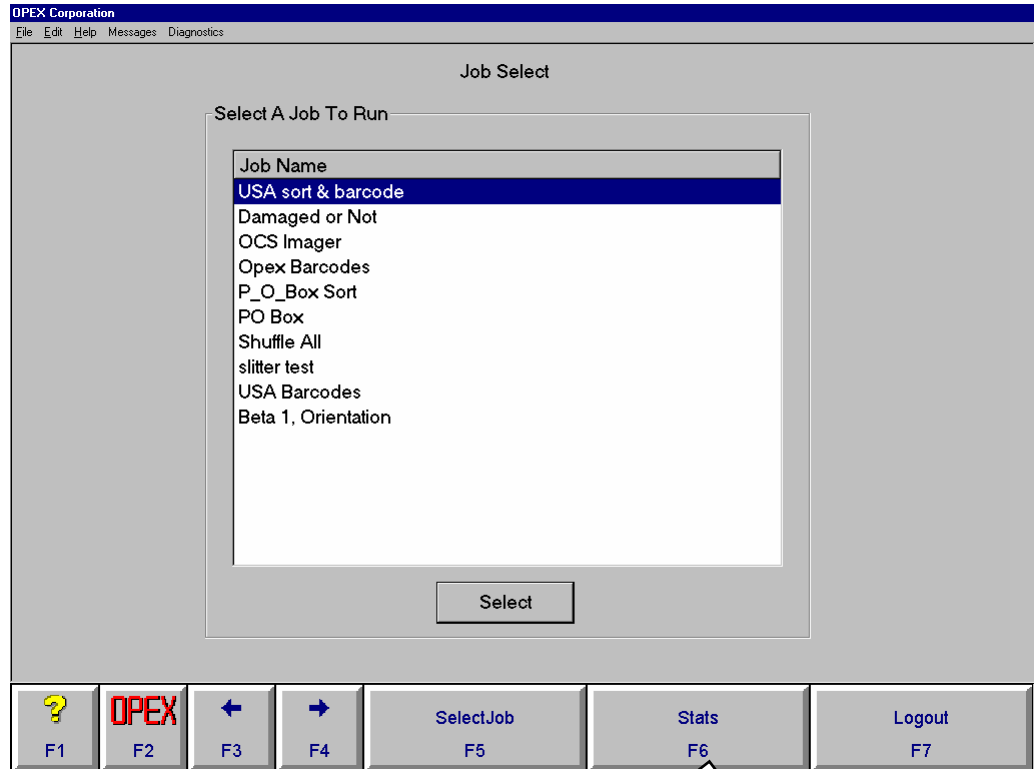 OPEX Corporation
File Edit Help Messages Diagnostics
Job Select
Select A Job To Run
Job Name
USA sort & barcode
Damaged or Not
OCS Imager
Opex Barcodes
P_O_Box Sort
PO Box
Shuffle All
slitter test
USA Barcodes
Beta 1, Orientation
Select
? OPEX SelectJob Stats Logout
F1 F2 F3 F4 F5 F6 F7